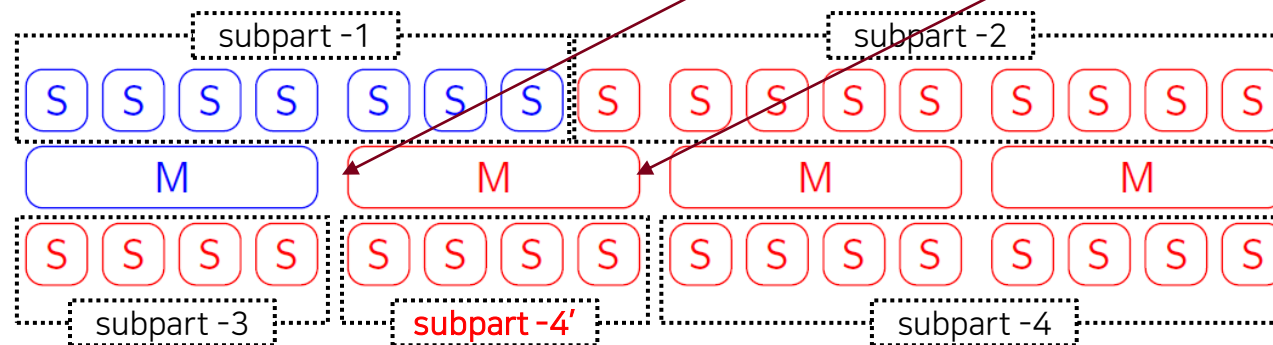 subpart -1 subpart -2
S S S S S S S S S S S S S S S S
M M M M
S S S S S S S S S S S S S S S S
subpart -3 subpart -4′ subpart -4